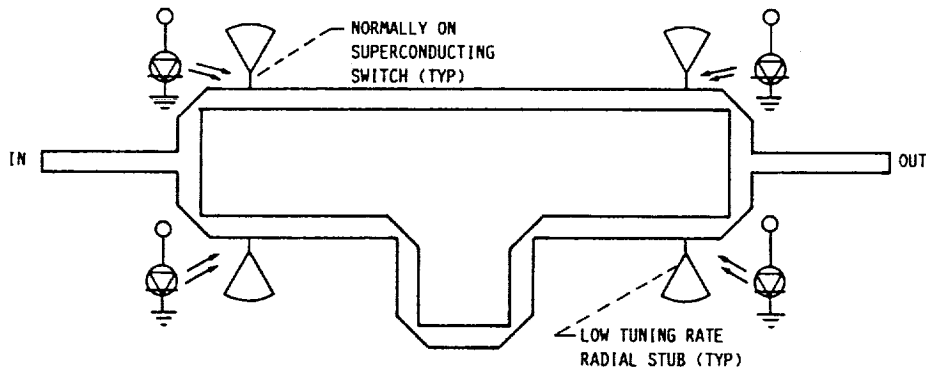 NORMALLY ON
SUPERCONDUCTING
SWITCH (TYP)
IN
OUT
LOW TUNING RATE
RADIAL STUB (TYP)